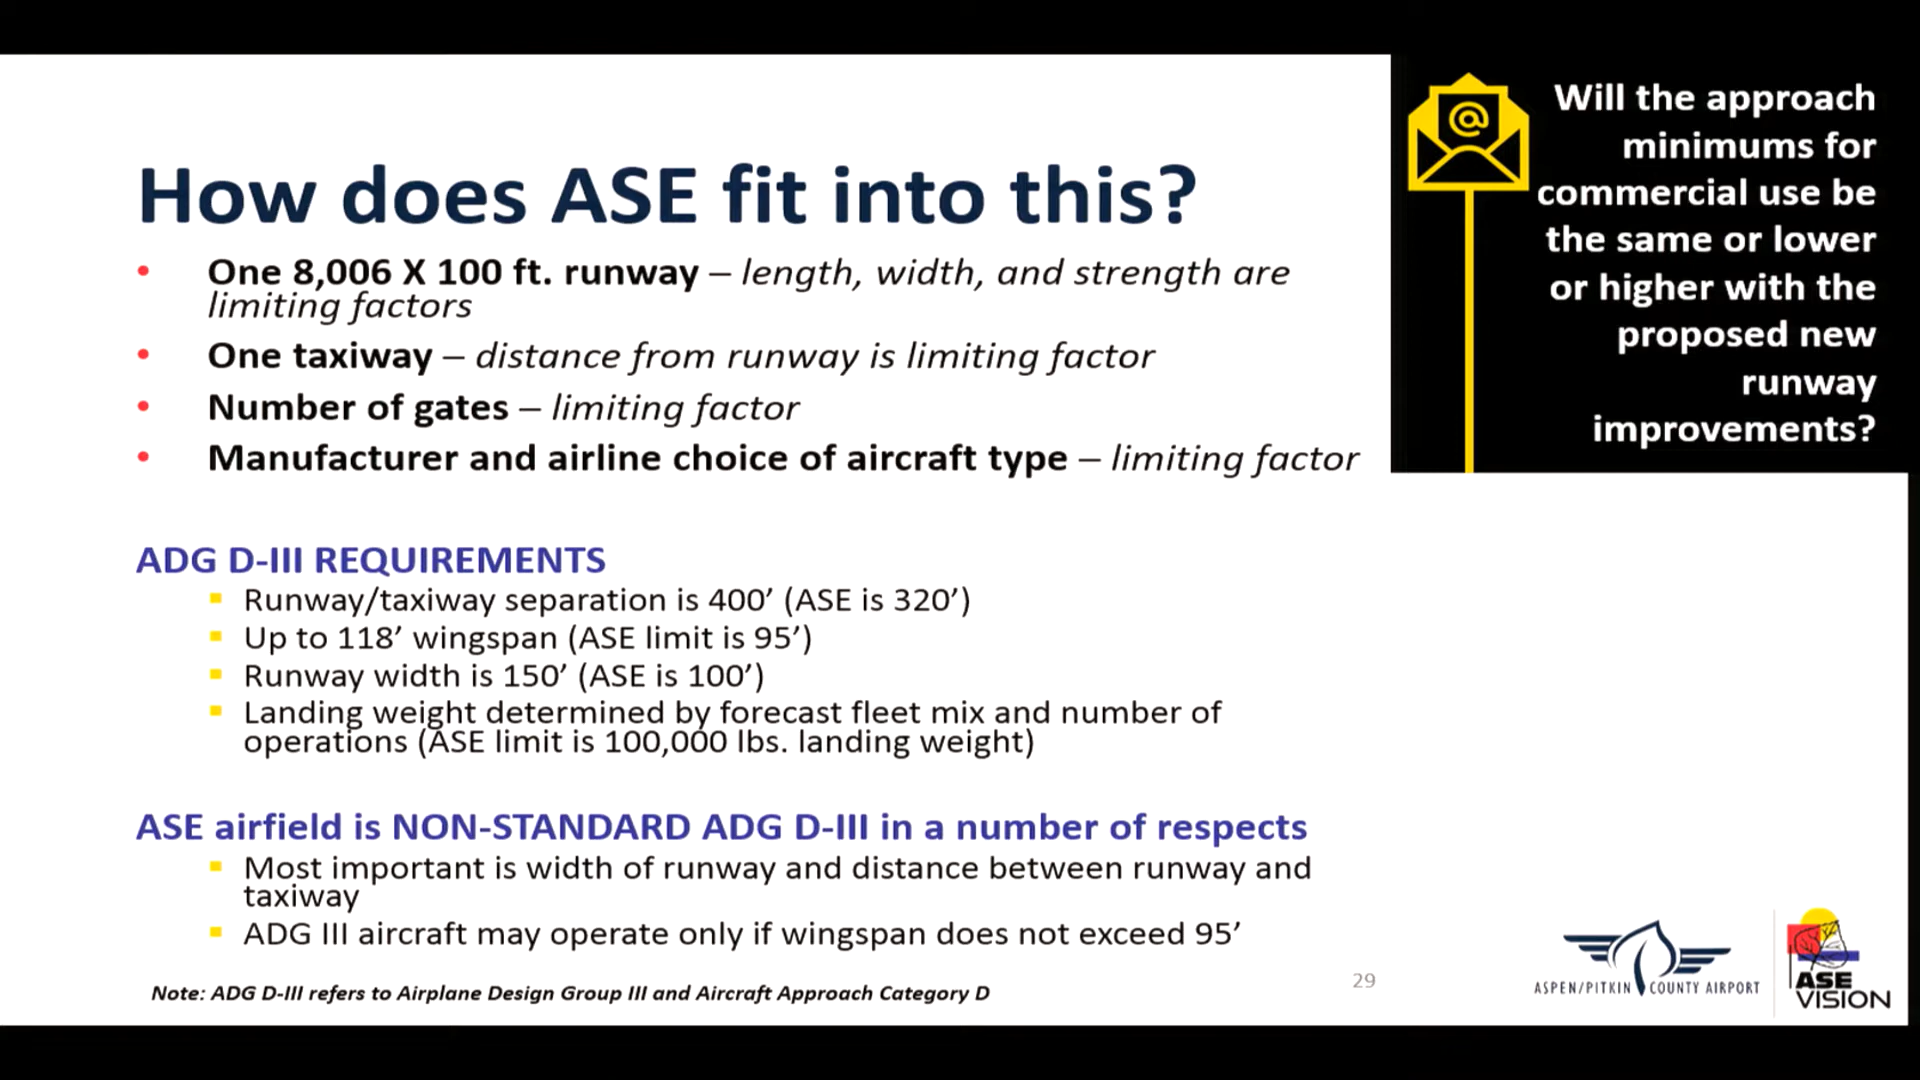 How does ASE fit into this?
• One 8,006 X 100 ft. runway – length, width, and strength are
limiting factors
• One taxiway – distance from runway is limiting factor
• Number of gates – limiting factor
• Manufacturer and airline choice of aircraft type – limiting factor
ADG D-III REQUIREMENTS
▪ Runway/taxiway separation is 400’ (ASE is 320’)
▪ Up to 118’ wingspan (ASE limit is 95’)
▪ Runway width is 150’ (ASE is 100’)
▪ Landing weight determined by forecast fleet mix and number of
operations (ASE limit is 100,000 lbs. landing weight)
ASE airfield is NON-STANDARD ADG D-III in a number of respects
▪ Most important is width of runway and distance between runway and
taxiway
▪ ADG III aircraft may operate only if wingspan does not exceed 95’
Note: ADG D-III refers to Airplane Design Group III and Aircraft Approach Category D
29
@
Will the approach
minimums for
commercial use be
the same or lower
or higher with the
proposed new
runway
improvements?
ASPEN/PITKIN COUNTY AIRPORT
ASE
VISION